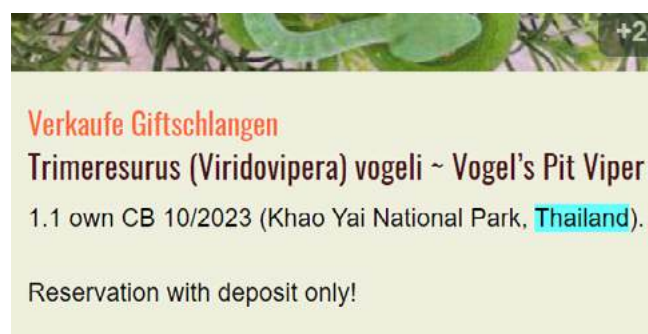 +2
Verkaufe Giftschlangen
Trimeresurus (Viridovipera) vogeli ~ Vogel's Pit Viper
1.1 own CB 10/2023 (Khao Yai National Park, Thailand).
Reservation with deposit only!